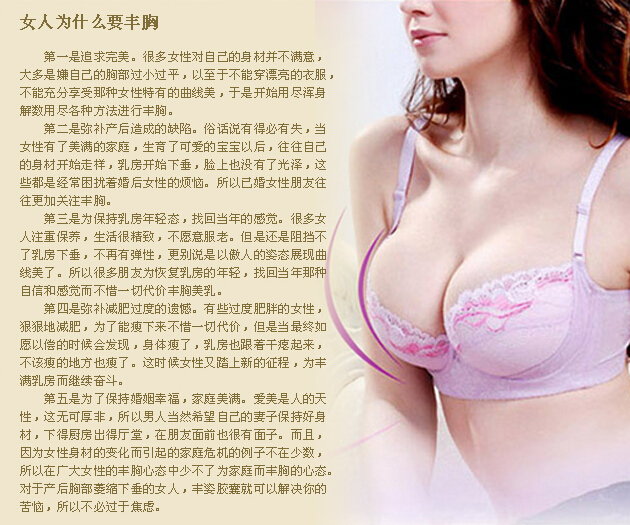 女人为什么要丰胸
第一是追求完美。很多女性对自己的身材并不满意，
大多是嫌自己的胸部过小过平，以至于不能穿漂亮的衣服，
不能充分享受那种女性特有的曲线美，于是开始用尽浑身
解数用尽各种方法进行丰胸。
第二是弥补产后造成的缺陷。俗话说有得必有失，当
女性有了美满的家庭，生育了可爱的宝宝以后，往往自己
的身材开始走样，乳房开始下垂，脸上也没有了光泽，这
些都是经常困扰着婚后女性的烦恼。所以已婚女性朋友往
往更加关注丰胸。
第三是为保持乳房年轻态，找回当年的感觉。很多女
人注重保养，生活很精致，不愿意服老。但是还是阻挡不
了乳房下垂，不再有弹性，更别说是以傲人的姿态展现曲
线美了。所以很多朋友为恢复乳房的年轻，找回当年那种
自信和感觉而不惜一切代价丰胸美乳。
第四是弥补减肥过度的遗憾。有些过度肥胖的女性，
狠狠地减肥，为了能瘦下来不惜一切代价，但是当最终如
愿以偿的时候会发现，身体瘦了，乳房也跟着干瘪起来，
不该瘦的地方也瘦了。这时候女性又踏上新的征程，为丰
满乳房而继续奋斗。
第五是为了保持婚姻幸福，家庭美满。爱美是人的天
性，这无可厚非，所以男人当然希望自己的妻子保持好身
材，下得厨房出得厅堂，在朋友面前也很有面子。而且，
因为女性身材的变化而引起的家庭危机的例子不在少数，
所以在广大女性的丰胸心态中少不了为家庭而丰胸的心态。
对于产后胸部萎缩下垂的女人，丰姿胶囊就可以解决你的
苦恼，所以不必过于焦虑。